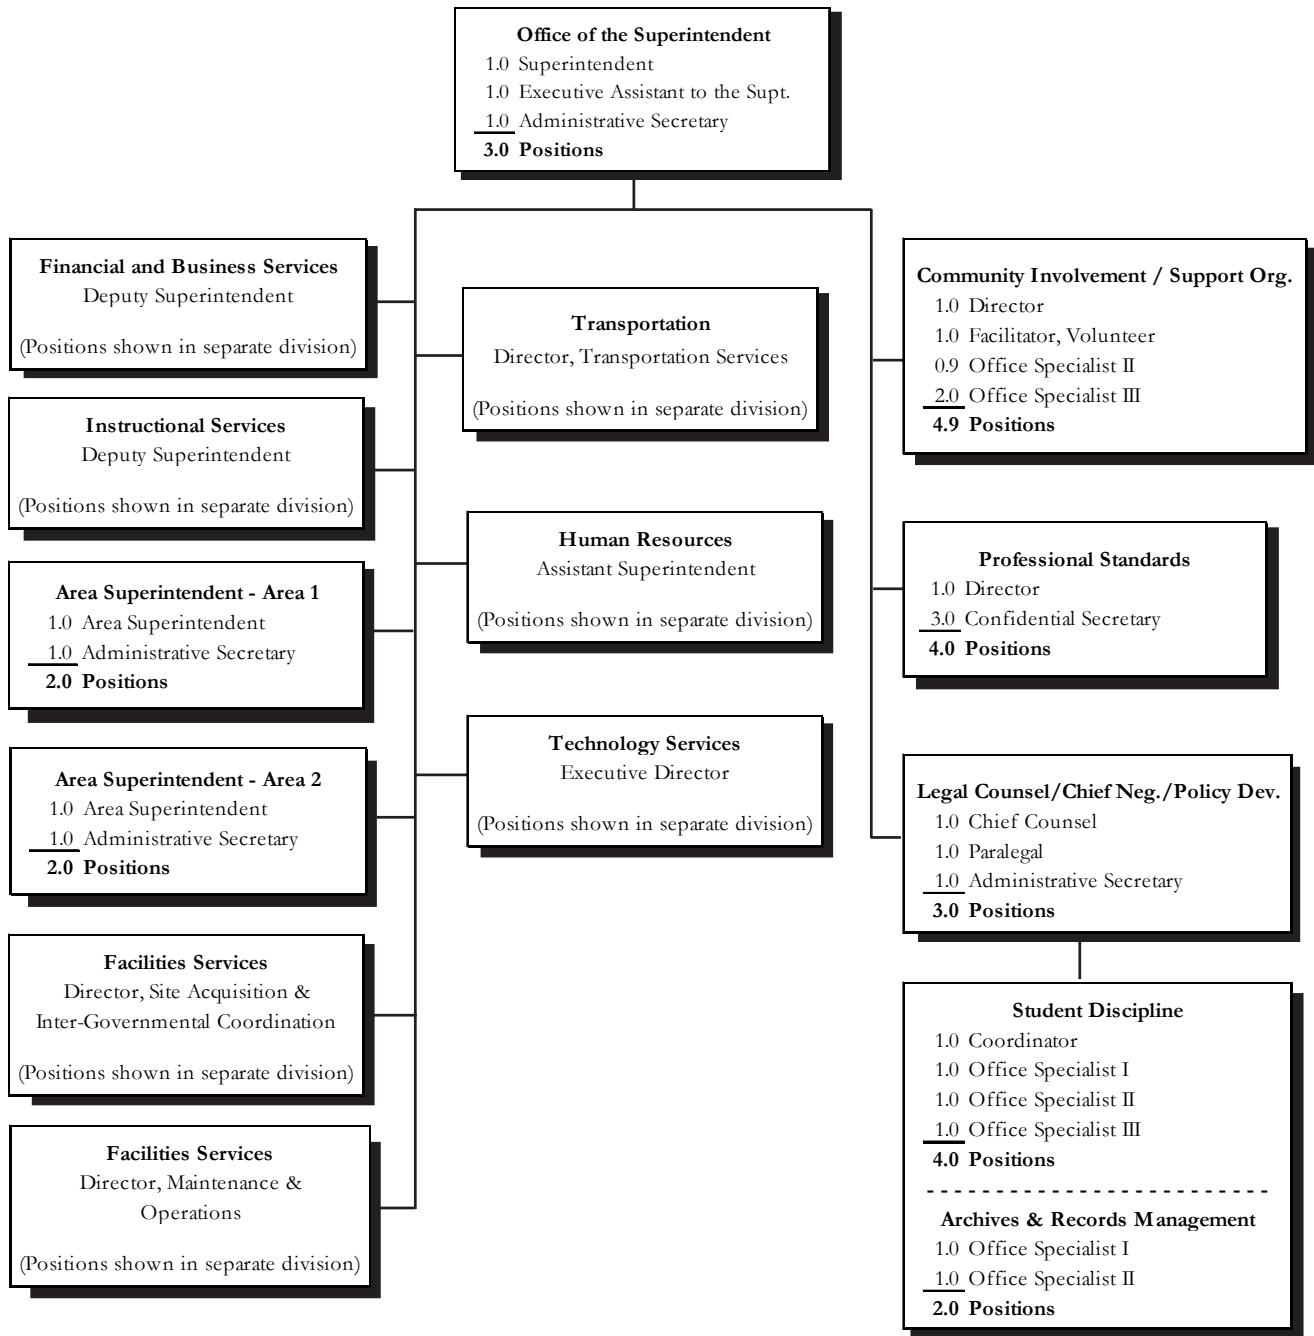 Office of the Superintendent
1.0 Superintendent
1.0 Executive Assistant to the Supt.
1.0 Administrative Secretary
3.0 Positions
Financial and Business Services
Deputy Superintendent
(Positions shown in separate division)
Instructional Services
Deputy Superintendent
(Positions shown in separate division)
Area Superintendent - Area 1
1.0 Area Superintendent
1.0 Administrative Secretary
2.0 Positions
Area Superintendent - Area 2
1.0 Area Superintendent
1.0 Administrative Secretary
2.0 Positions
Facilities Services
Director, Site Acquisition &
Inter-Governmental Coordination
(Positions shown in separate division)
Facilities Services
Director, Maintenance &
Operations
(Positions shown in separate division)
Transportation
Director, Transportation Services
(Positions shown in separate division)
Human Resources
Assistant Superintendent
(Positions shown in separate division)
Technology Services
Executive Director
(Positions shown in separate division)
Community Involvement / Support Org.
1.0 Director
1.0 Facilitator, Volunteer
0.9 Office Specialist II
2.0 Office Specialist III
4.9 Positions
Professional Standards
1.0 Director
3.0 Confidential Secretary
4.0 Positions
Legal Counsel/Chief Neg./Policy Dev.
1.0 Chief Counsel
1.0 Paralegal
1.0 Administrative Secretary
3.0 Positions
Student Discipline
1.0 Coordinator
1.0 Office Specialist I
1.0 Office Specialist II
1.0 Office Specialist III
4.0 Positions
Archives & Records Management
1.0 Office Specialist I
1.0 Office Specialist II
2.0 Positions